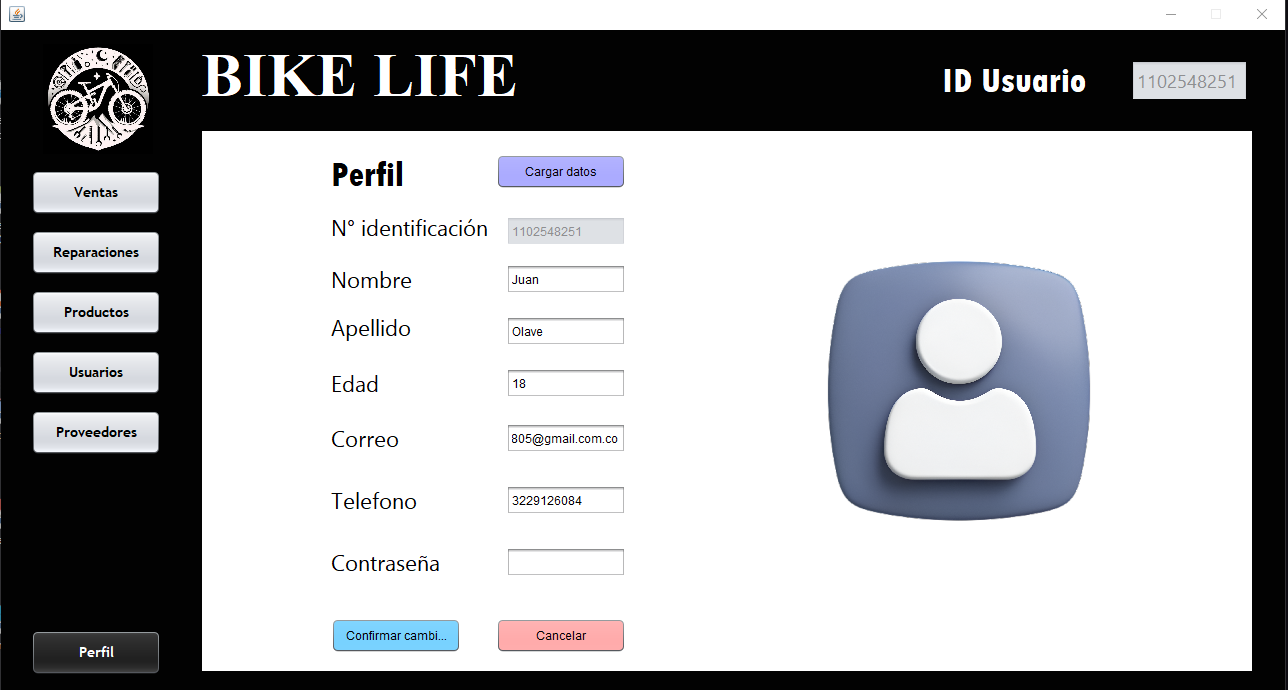 BIKE LIFE
ID Usuario 1102548251
Ventas
Reparaciones
Productos
Usuarios
Proveedores
Perfil
Perfil Cargar datos
N° identificación 1102548251
Nombre Juan
Apellido Olave
Edad 18
Correo 805@gmail.com.co
Telefono 3229126084
Contraseña
Confirmar cambi... Cancelar